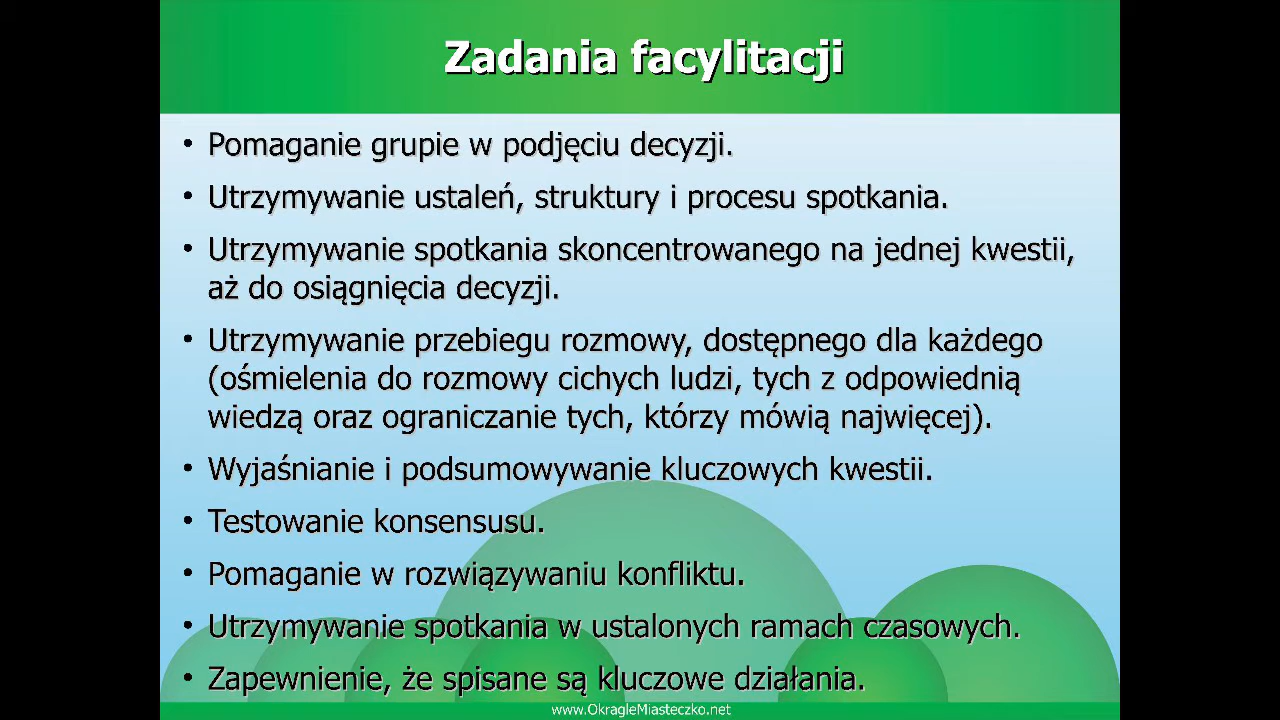 Zadania facylitacji
• Pomaganie grupie w podjęciu decyzji.
• Utrzymywanie ustaleń, struktury i procesu spotkania.
• Utrzymywanie spotkania skoncentrowanego na jednej kwestii,
aż do osiągnięcia decyzji.
• Utrzymywanie przebiegu rozmowy, dostępnego dla każdego
(ośmielenia do rozmowy cichych ludzi, tych z odpowiednią
wiedzą oraz ograniczanie tych, którzy mówią najwięcej).
• Wyjaśnianie i podsumowywanie kluczowych kwestii.
• Testowanie konsensusu.
• Pomaganie w rozwiązywaniu konfliktu.
• Utrzymywanie spotkania w ustalonych ramach czasowych.
• Zapewnienie, że spisane są kluczowe działania.
www.OkragleMiasteczko.net